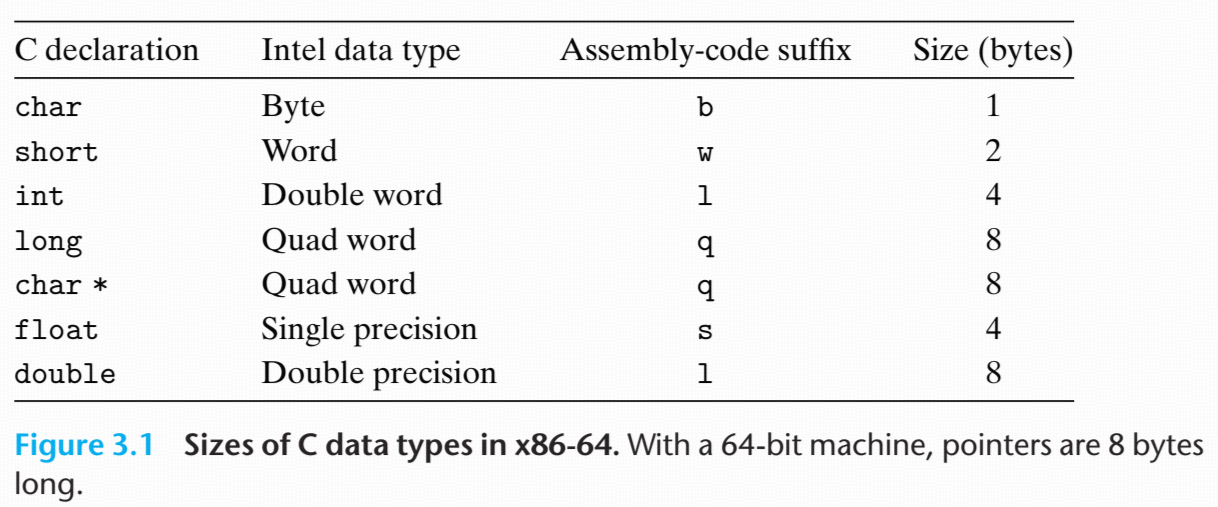 C declaration Intel data type Assembly-code suffix Size (bytes)
char Byte b 1
short Word w 2
int Double word l 4
long Quad word q 8
char * Quad word q 8
float Single precision s 4
double Double precision l 8
Figure 3.1 Sizes of C data types in x86-64. With a 64-bit machine, pointers are 8 bytes
long.